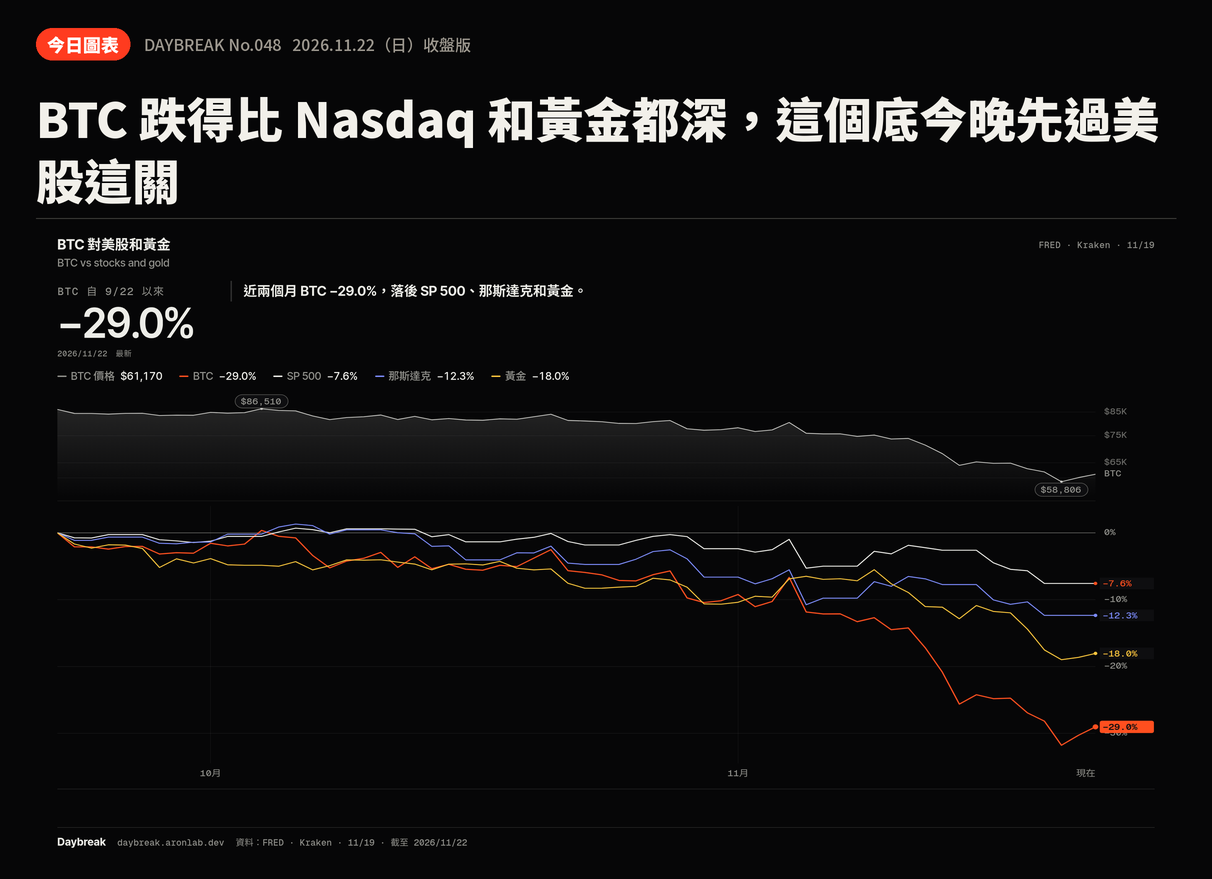 今日圖表 DAYBREAK No.048 2026.11.22（日）收盤版
BTC 跌得比 Nasdaq 和黃金都深，這個底今晚先過美
股這關
BTC 對美股和黃金
FRED · Kraken · 11/19
BTC vs stocks and gold
BTC 自 9/22 以來
近兩個月 BTC −29.0%，落後 SP 500、那斯達克和黃金。
−29.0%
2026/11/22 最新
BTC 價格 $61,170 BTC −29.0% SP 500 −7.6% 那斯達克 −12.3% 黃金 −18.0%
$86,510
$85K
$75K
$65K
BTC
$58,806
0%
−7.6%
−10%
−12.3%
−18.0%
−20%
−29.0%
−30%
10月 11月 現在
Daybreak daybreak.aronlab.dev 資料：FRED · Kraken · 11/19 · 截至 2026/11/22